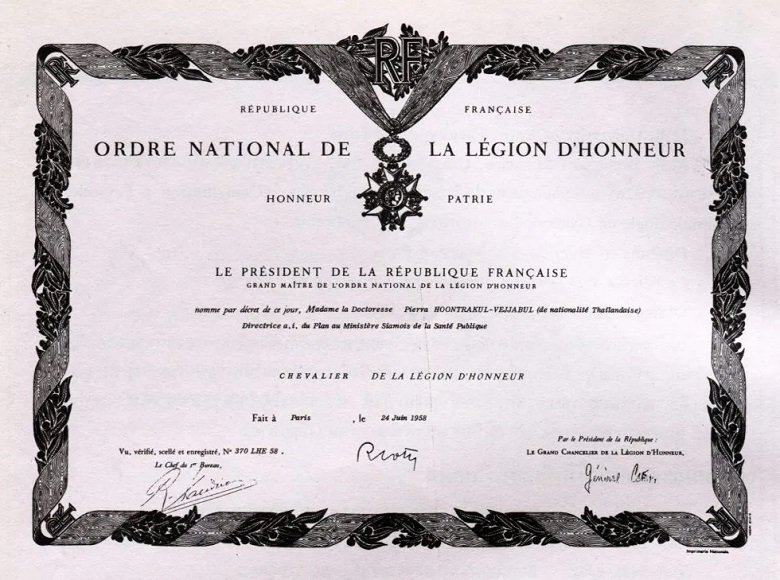 RF
RÉPUBLIQUE FRANÇAISE
ORDRE NATIONAL DE LA LÉGION D'HONNEUR
HONNEUR PATRIE
LE PRÉSIDENT DE LA RÉPUBLIQUE FRANÇAISE
GRAND MAÎTRE DE L'ORDRE NATIONAL DE LA LÉGION D'HONNEUR
nomme par décret de ce jour, Madame la Doctoresse Pierra HOONTRAKUL-VEJJABUL (de nationalité Thaïlandaise)
Directrice a.i. du Plan au Ministère Siamois de la Santé Publique
CHEVALIER DE LA LÉGION D'HONNEUR
Fait à Paris , le 24 Juin 1958
Vu, vérifié, scellé et enregistré, N° 370 LHE 58 .
Le Chef du 1er Bureau,
Par le Président de la République :
LE GRAND CHANCELIER DE LA LÉGION D'HONNEUR,
Général
Imprimerie Nationale.